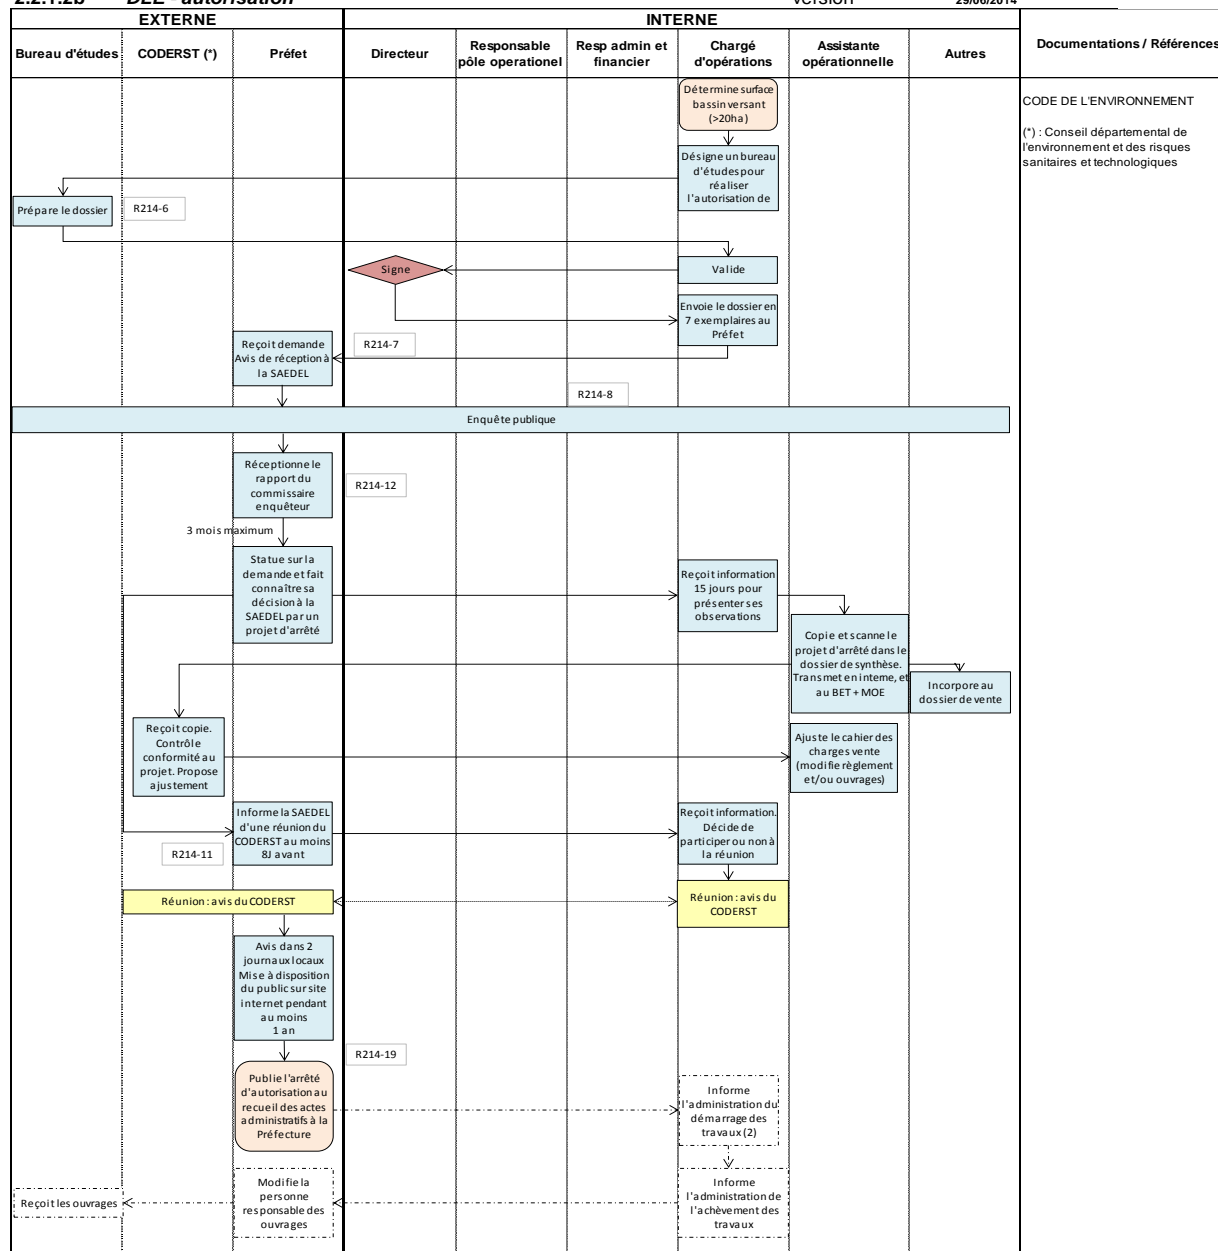 2.2.1.2b DLE - autorisation version 29/06/2014
EXTERNE INTERNE
Bureau d'études CODERST (*) Préfet Directeur Responsable pôle operationel Resp admin et financier Chargé d'opérations Assistante opérationnelle Autres Documentations / Références
Détermine surface
bassin versant
(>20ha)
CODE DE L'ENVIRONNEMENT
(*) : Conseil départemental de
l'environnement et des risques
sanitaires et technologiques
Désigne un bureau
d'études pour
réaliser
l'autorisation de
Prépare le dossier
R214-6
Signe
Valide
Envoie le dossier en
7 exemplaires au
Préfet
Reçoit demande
Avis de réception à
la SAEDEL
R214-7
R214-8
Enquête publique
Réceptionne le
rapport du
commissaire
enquêteur
R214-12
3 mois maximum
Statue sur la
demande et fait
connaître sa
décision à la
SAEDEL par un
projet d'arrêté
Reçoit information
15 jours pour
présenter ses
observations
Copie et scanne le
projet d'arrêté dans le
dossier de synthèse.
Transmet en interne, et
au BET + MOE
Incorpore au
dossier de vente
Reçoit copie.
Contrôle
conformité au
projet. Propose
ajustement
Ajuste le cahier des
charges vente
(modifie règlement
et/ou ouvrages)
Informe la SAEDEL
d'une réunion du
CODERST au moins
8J avant
R214-11
Reçoit information.
Décide de
participer ou non à
la réunion
Réunion : avis du CODERST
Réunion : avis du
CODERST
Avis dans 2
journaux locaux
Mise à disposition
du public sur site
internet pendant
au moins
1 an
R214-19
Publie l'arrêté
d'autorisation au
recueil des actes
administratifs à la
Préfecture
Informe
l'administration du
démarrage des
travaux (2)
Reçoit les ouvrages
Modifie la
personne
responsable des
ouvrages
Informe
l'administration de
l'achèvement des
travaux